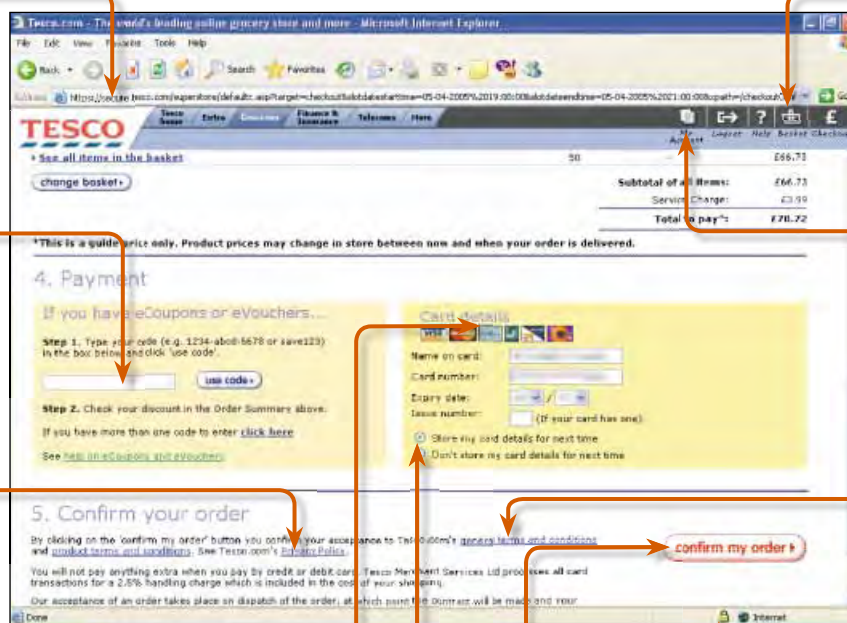 Tesco.com - The world's leading online grocery store and more - Microsoft Internet Explorer
File Edit View Favorites Tools Help
Back Search Favorites
https://secure.tesco.com/superstore/default
TESCO
Tesco home Extra Finance & Insurance Telecoms More
My Account Logout Help Basket Checkout
See all items in the basket 50 £66.73
change basket
Subtotal of all items: £66.73
Service Charge: £3.99
Total to pay*: £70.72
*This is a guide price only. Product prices may change in store between now and when your order is delivered.
4. Payment
If you have eCoupons or eVouchers...
Step 1. Type your code (e.g. 1234-abcd-5678 or save123)
in the box below and click 'use code'.
use code
Step 2. Check your discount in the Order Summary above.
If you have more than one code to enter click here
See help on eCoupons and eVouchers
Card details
VISA
Name on card:
Card number:
Expiry date: /
Issue number: (If your card has one)
Store my card details for next time
Don't store my card details for next time
5. Confirm your order
By clicking on the 'confirm my order' button you confirm your acceptance to Tesco.com's general terms and conditions
and product terms and conditions. See Tesco.com's Privacy Policy.
You will not pay anything extra when you pay by credit or debit card. Tesco Merchant Services Ltd processes all card
transactions for a 2.5% handling charge which is included in the cost of your shopping.
Our acceptance of an order takes place on dispatch of the order, at which point the contract will be made and your
confirm my order
Done Internet